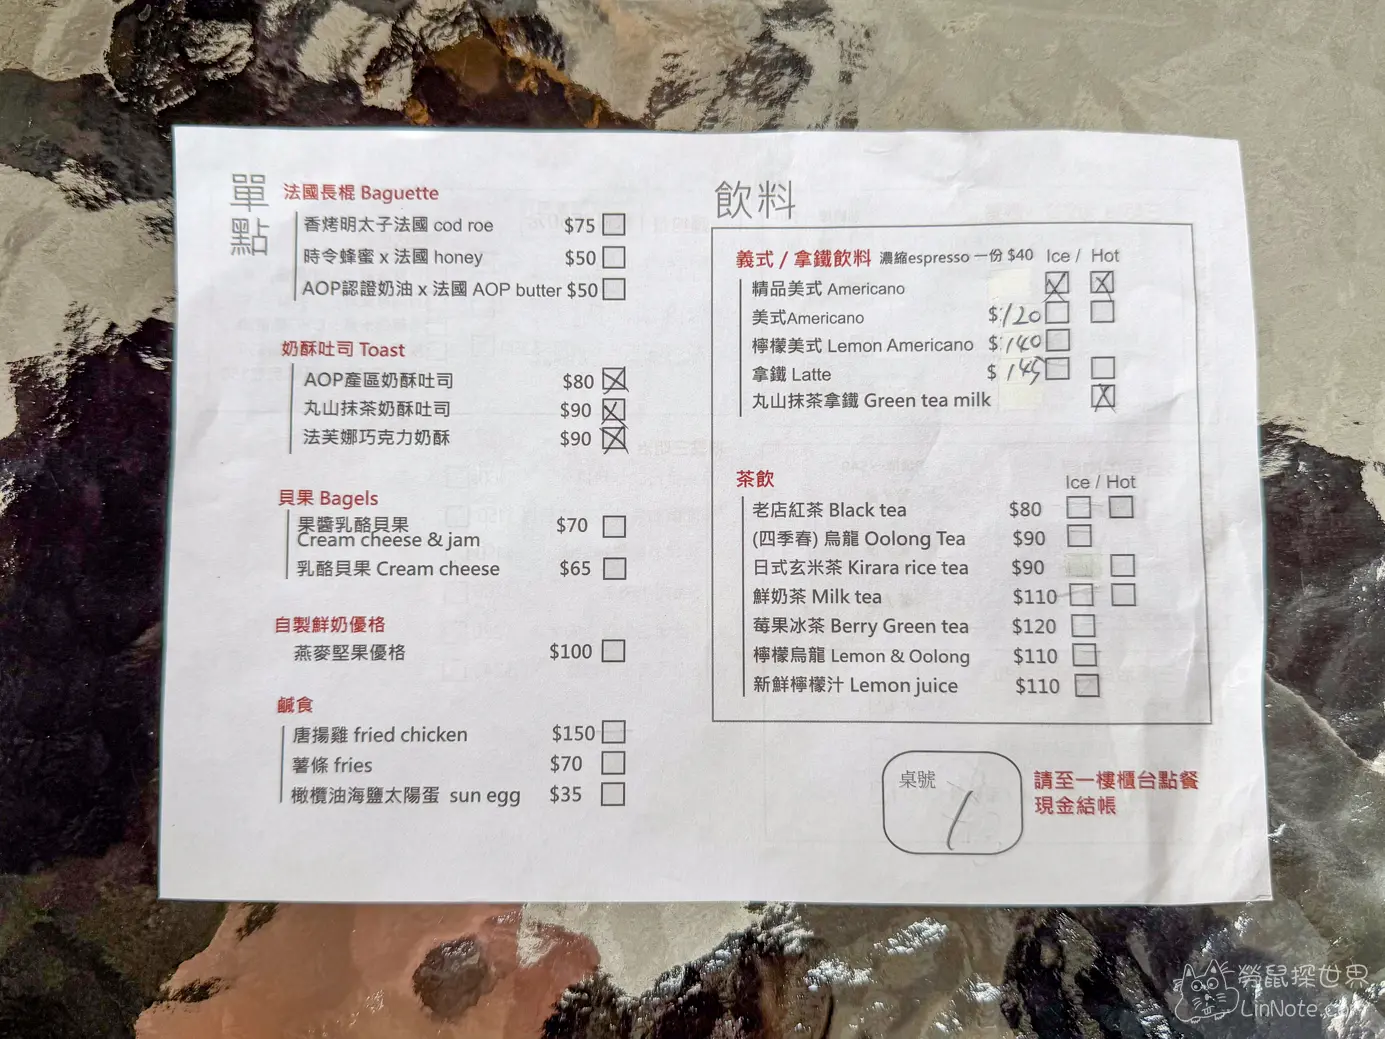 單點
法國長棍 Baguette
香烤明太子法國 cod roe $75
時令蜂蜜 x 法國 honey $50
AOP認證奶油 x 法國 AOP butter $50
奶酥吐司 Toast
AOP產區奶酥吐司 $80
丸山抹茶奶酥吐司 $90
法芙娜巧克力奶酥 $90
貝果 Bagels
果醬乳酪貝果 $70
Cream cheese & jam
乳酪貝果 Cream cheese $65
自製鮮奶優格
燕麥堅果優格 $100
鹹食
唐揚雞 fried chicken $150
薯條 fries $70
橄欖油海鹽太陽蛋 sun egg $35
飲料
義式 / 拿鐵飲料 濃縮espresso 一份 $40 Ice / Hot
精品美式 Americano
美式Americano $120
檸檬美式 Lemon Americano $140
拿鐵 Latte $145
丸山抹茶拿鐵 Green tea milk
茶飲 Ice / Hot
老店紅茶 Black tea $80
(四季春) 烏龍 Oolong Tea $90
日式玄米茶 Kirara rice tea $90
鮮奶茶 Milk tea $110
莓果冰茶 Berry Green tea $120
檸檬烏龍 Lemon & Oolong $110
新鮮檸檬汁 Lemon juice $110
桌號
1
請至一樓櫃台點餐
現金結帳
勞鼠探世界
LinNote.com